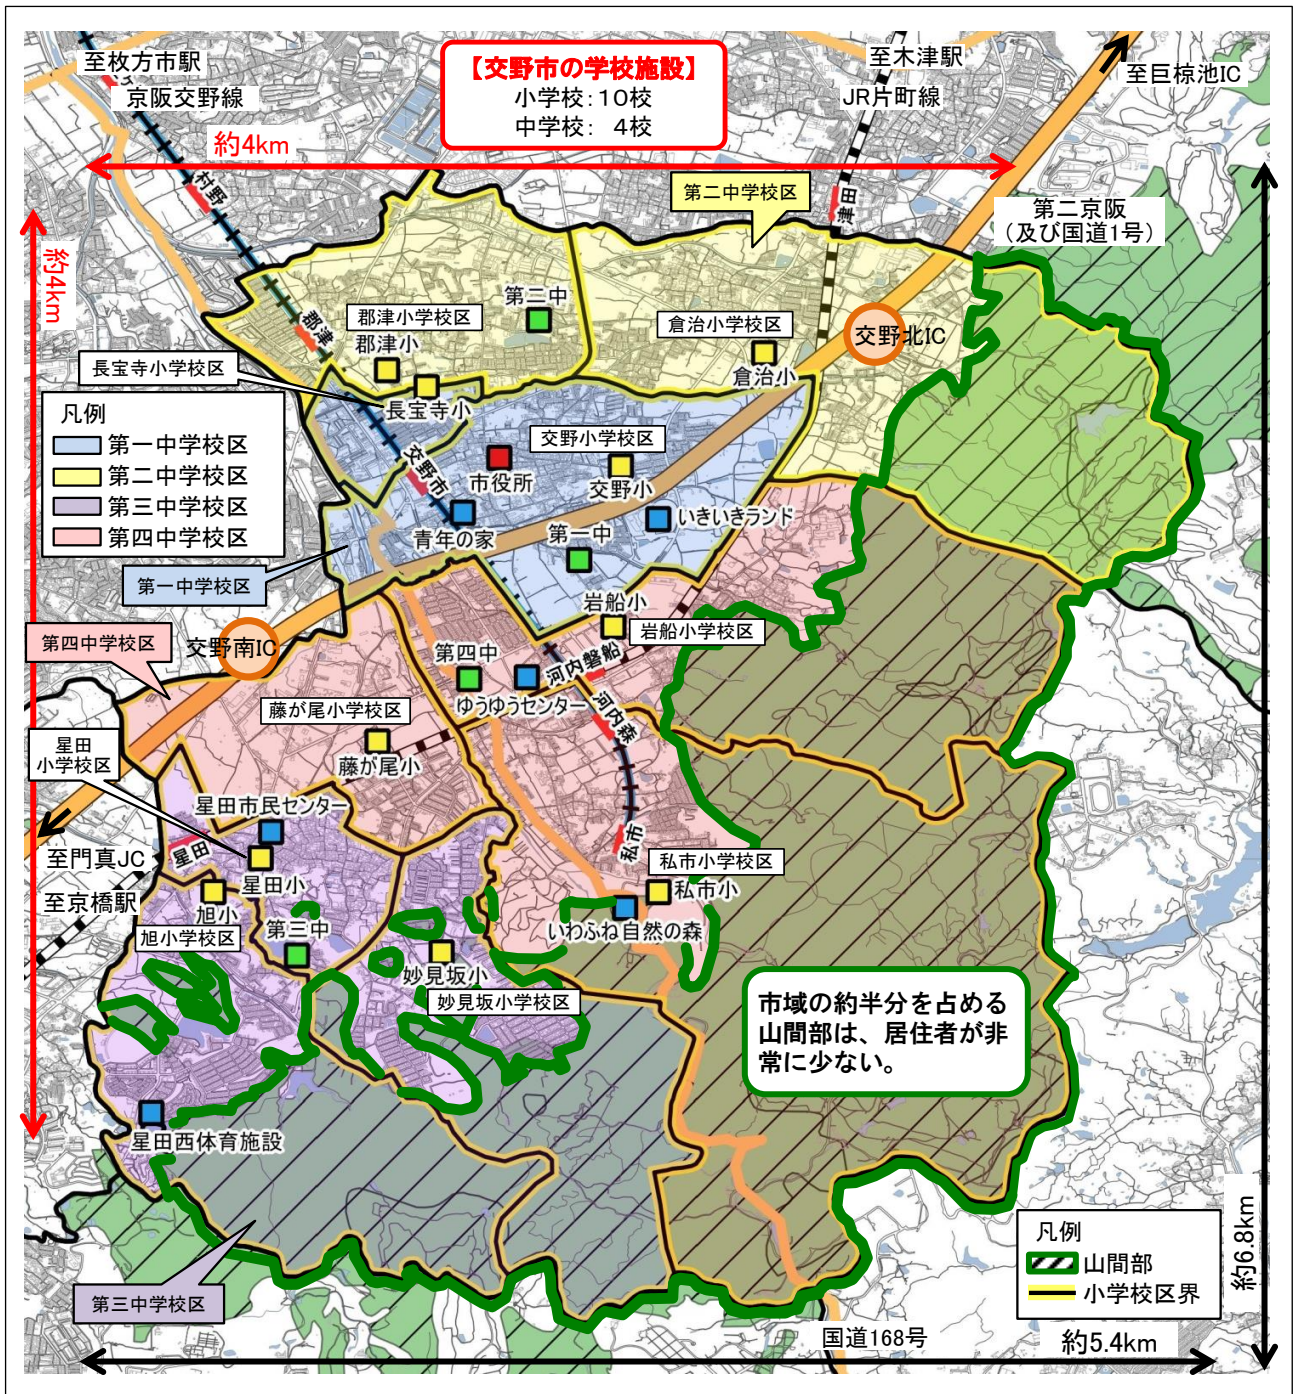 至枚方市駅
京阪交野線
【交野市の学校施設】
小学校：10校
中学校： 4校
至木津駅
JR片町線
至巨椋池IC
約4km
村野
津田
第二中学校区
第二京阪
（及び国道1号）
約4km
郡津
郡津小学校区
郡津小
第二中
倉治小学校区
倉治小
交野北IC
長宝寺小学校区
長宝寺小
凡例
第一中学校区
第二中学校区
第三中学校区
第四中学校区
交野市
市役所
交野小学校区
交野小
青年の家
第一中
いきいきランド
第一中学校区
岩船小
岩船小学校区
第四中学校区
交野南IC
第四中
ゆうゆうセンター
河内磐船
河内森
藤が尾小学校区
藤が尾小
星田
小学校区
星田市民センター
星田
星田小
私市
私市小学校区
私市小
至門真JC
至京橋駅
旭小
旭小学校区
第三中
妙見坂小
妙見坂小学校区
いわふね自然の森
市域の約半分を占める
山間部は、居住者が非
常に少ない。
星田西体育施設
第三中学校区
凡例
山間部
小学校区界
約6.8km
国道168号
約5.4km